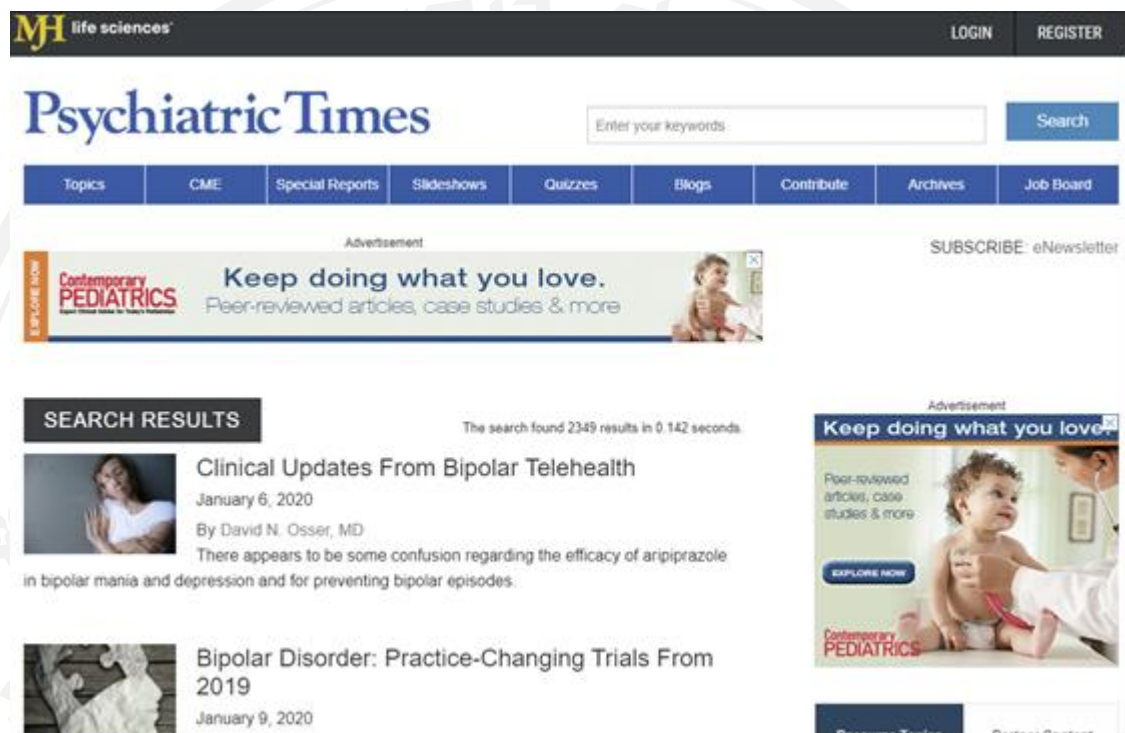 MJH life sciences
LOGIN REGISTER
Psychiatric Times
Enter your keywords
Search
Topics CME Special Reports Slideshows Quizzes Blogs Contribute Archives Job Board
Advertisement
SUBSCRIBE: eNewsletter
EXPLORE NOW
Contemporary
PEDIATRICS
Keep doing what you love.
Peer-reviewed articles, case studies & more
SEARCH RESULTS
The search found 2349 results in 0.142 seconds.
Clinical Updates From Bipolar Telehealth
January 6, 2020
By David N. Osser, MD
There appears to be some confusion regarding the efficacy of aripiprazole
in bipolar mania and depression and for preventing bipolar episodes.
Bipolar Disorder: Practice-Changing Trials From
2019
January 9, 2020
Advertisement
Keep doing what you love.
Peer-reviewed
articles, case
studies & more
EXPLORE NOW
Contemporary
PEDIATRICS